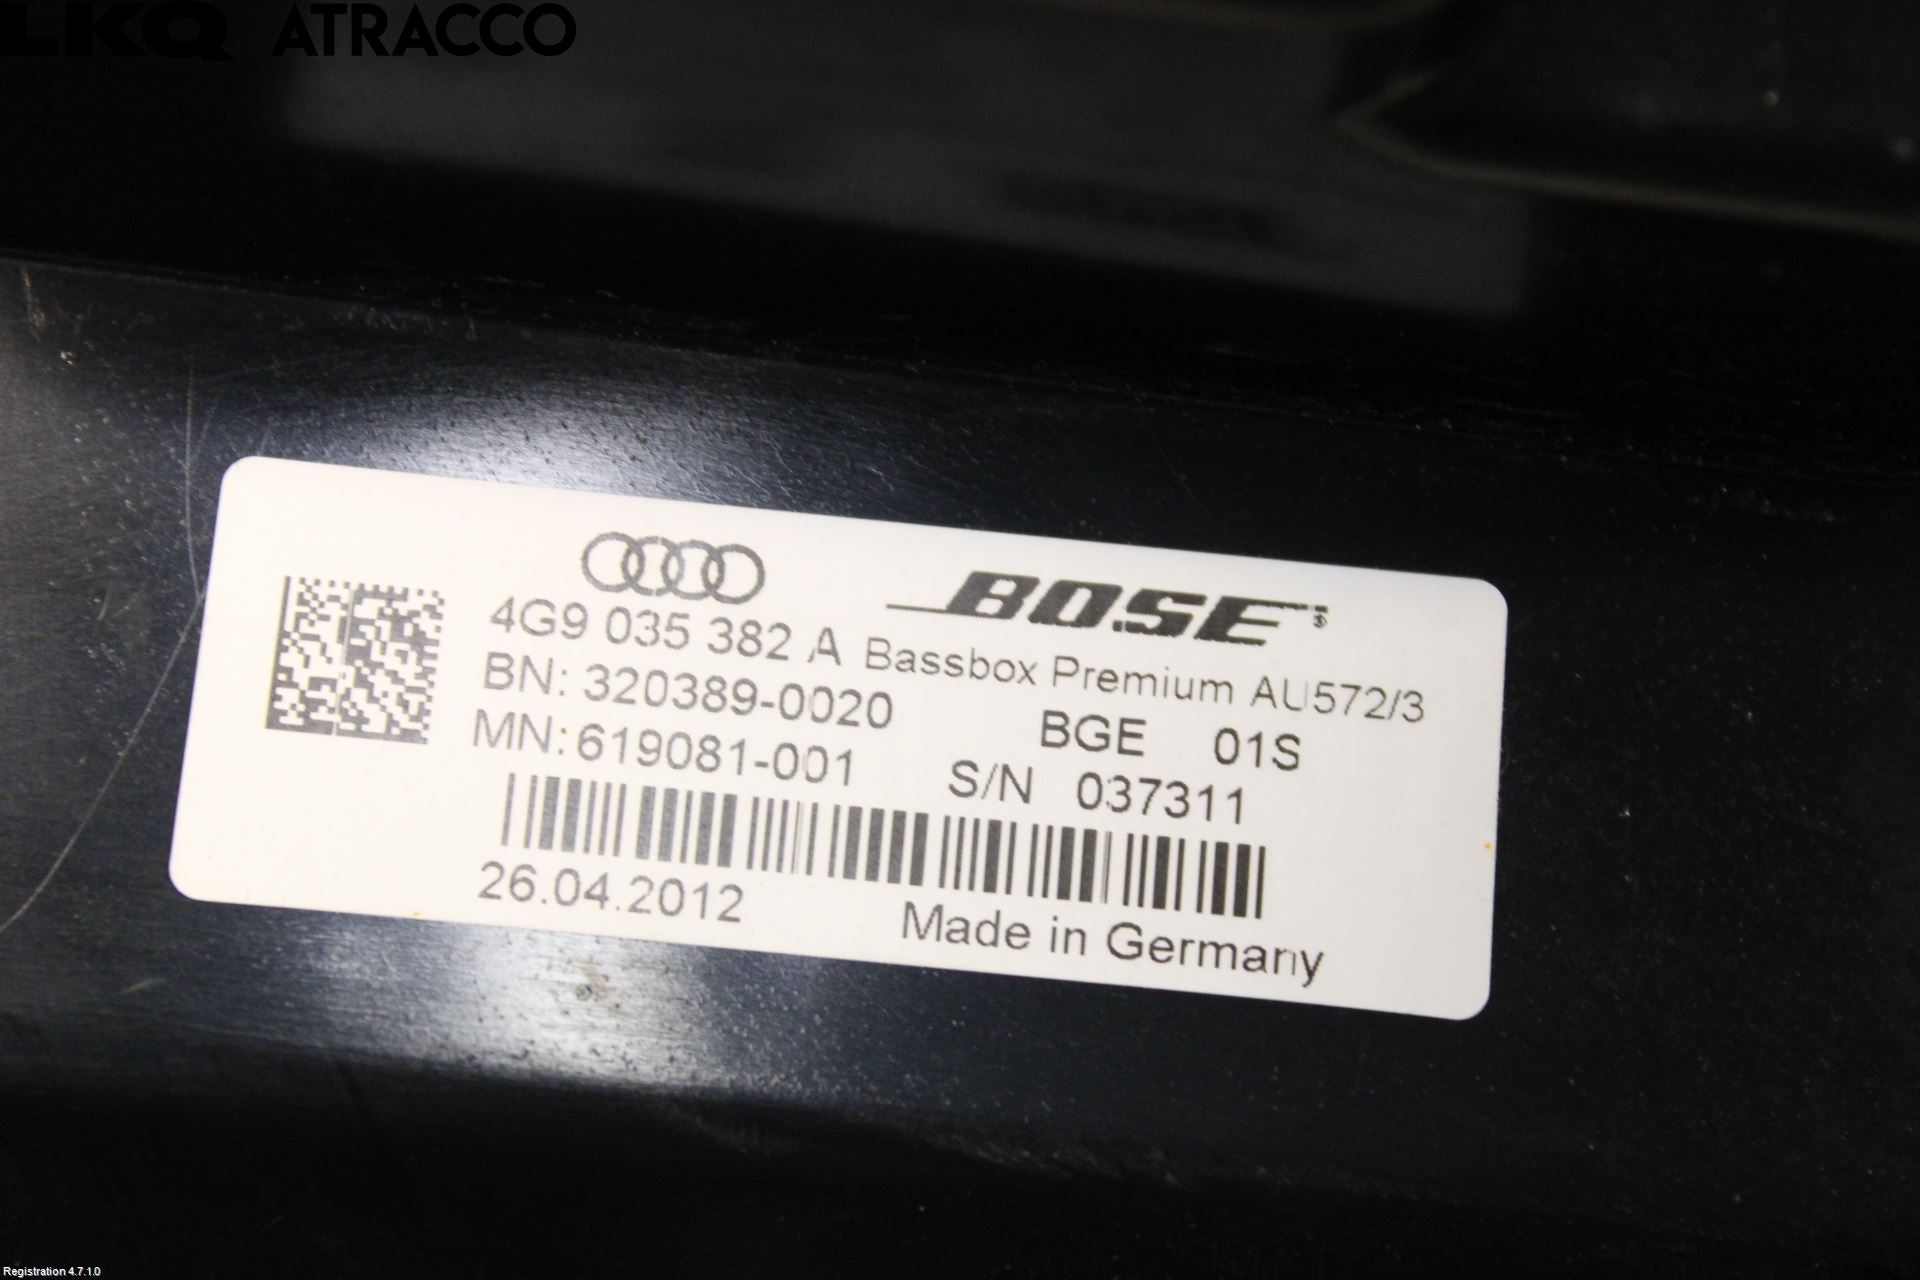 LKQ ATRACCO
BOSE
4G9 035 382 A Bassbox Premium AU572/3
BN: 320389-0020 BGE 01S
MN: 619081-001 S/N 037311
26.04.2012 Made in Germany
Registration 4.7.1.0